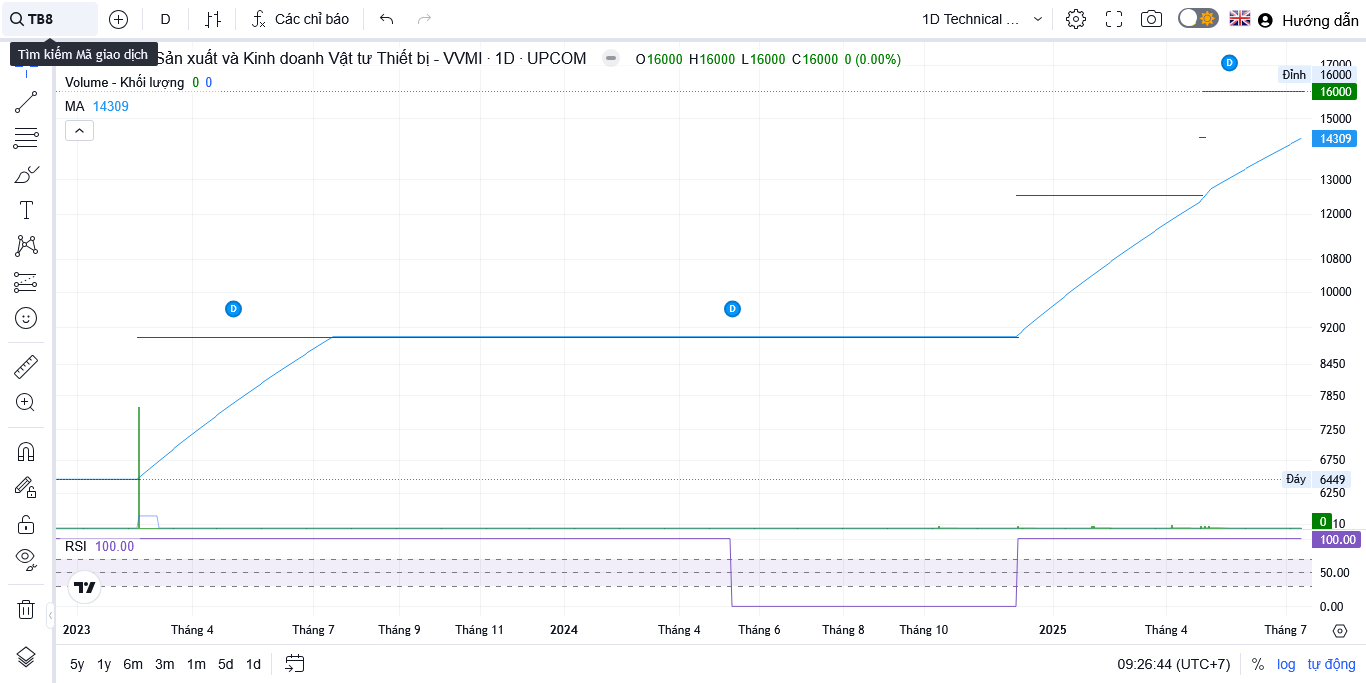 TB8
D
Các chỉ báo
1D Technical ...
Hướng dẫn
Tìm kiếm Mã giao dịch
Sản xuất và Kinh doanh Vật tư Thiết bị - VVMI · 1D · UPCOM
O16000 H16000 L16000 C16000 0 (0.00%)
Volume - Khối lượng 0 0
MA 14309
D
D
D
17000
Đỉnh 16000
16000
15000
14309
13000
12000
10800
10000
9200
8450
7850
7250
6750
Đáy 6449
6250
0
10
RSI 100.00
100.00
50.00
0.00
2023 Tháng 4 Tháng 7 Tháng 9 Tháng 11 2024 Tháng 4 Tháng 6 Tháng 8 Tháng 10 2025 Tháng 4 Tháng 7
5y 1y 6m 3m 1m 5d 1d
09:26:44 (UTC+7) % log tự động